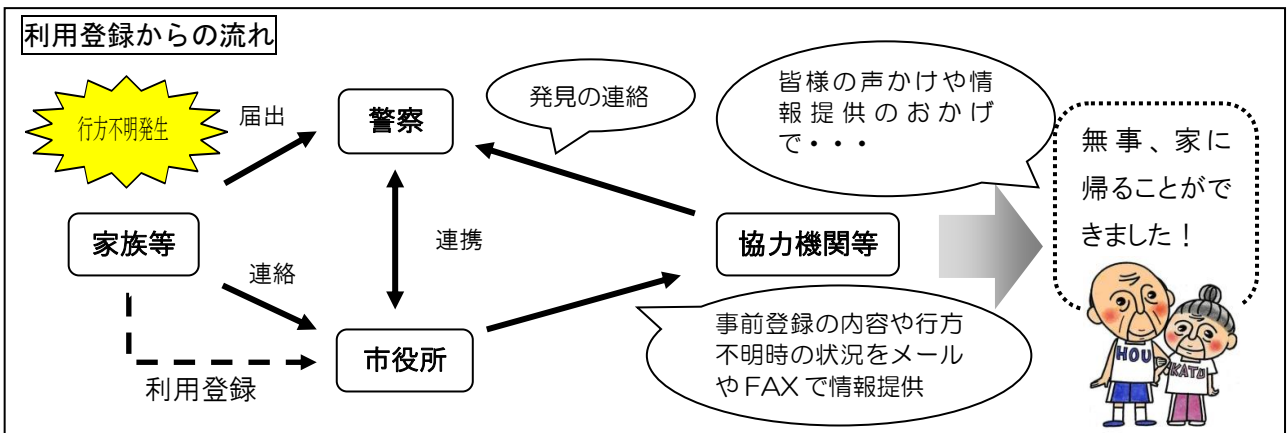 利用登録からの流れ
行方不明発生
届出
警察
発見の連絡
皆様の声かけや情
報提供のおかげ
で・・・
無事、家に
帰ることがで
きました！
家族等
連携
協力機関等
連絡
市役所
利用登録
事前登録の内容や行方
不明時の状況をメール
やFAXで情報提供
HOU
KATU